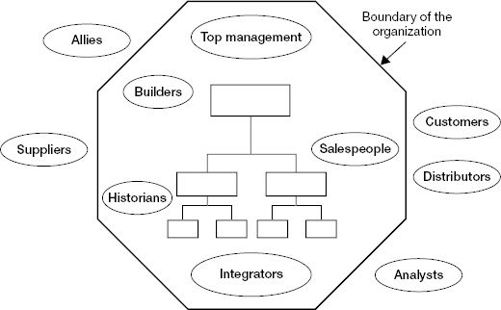 Boundary of the
organization
Allies
Top management
Builders
Customers
Suppliers
Salespeople
Distributors
Historians
Integrators
Analysts